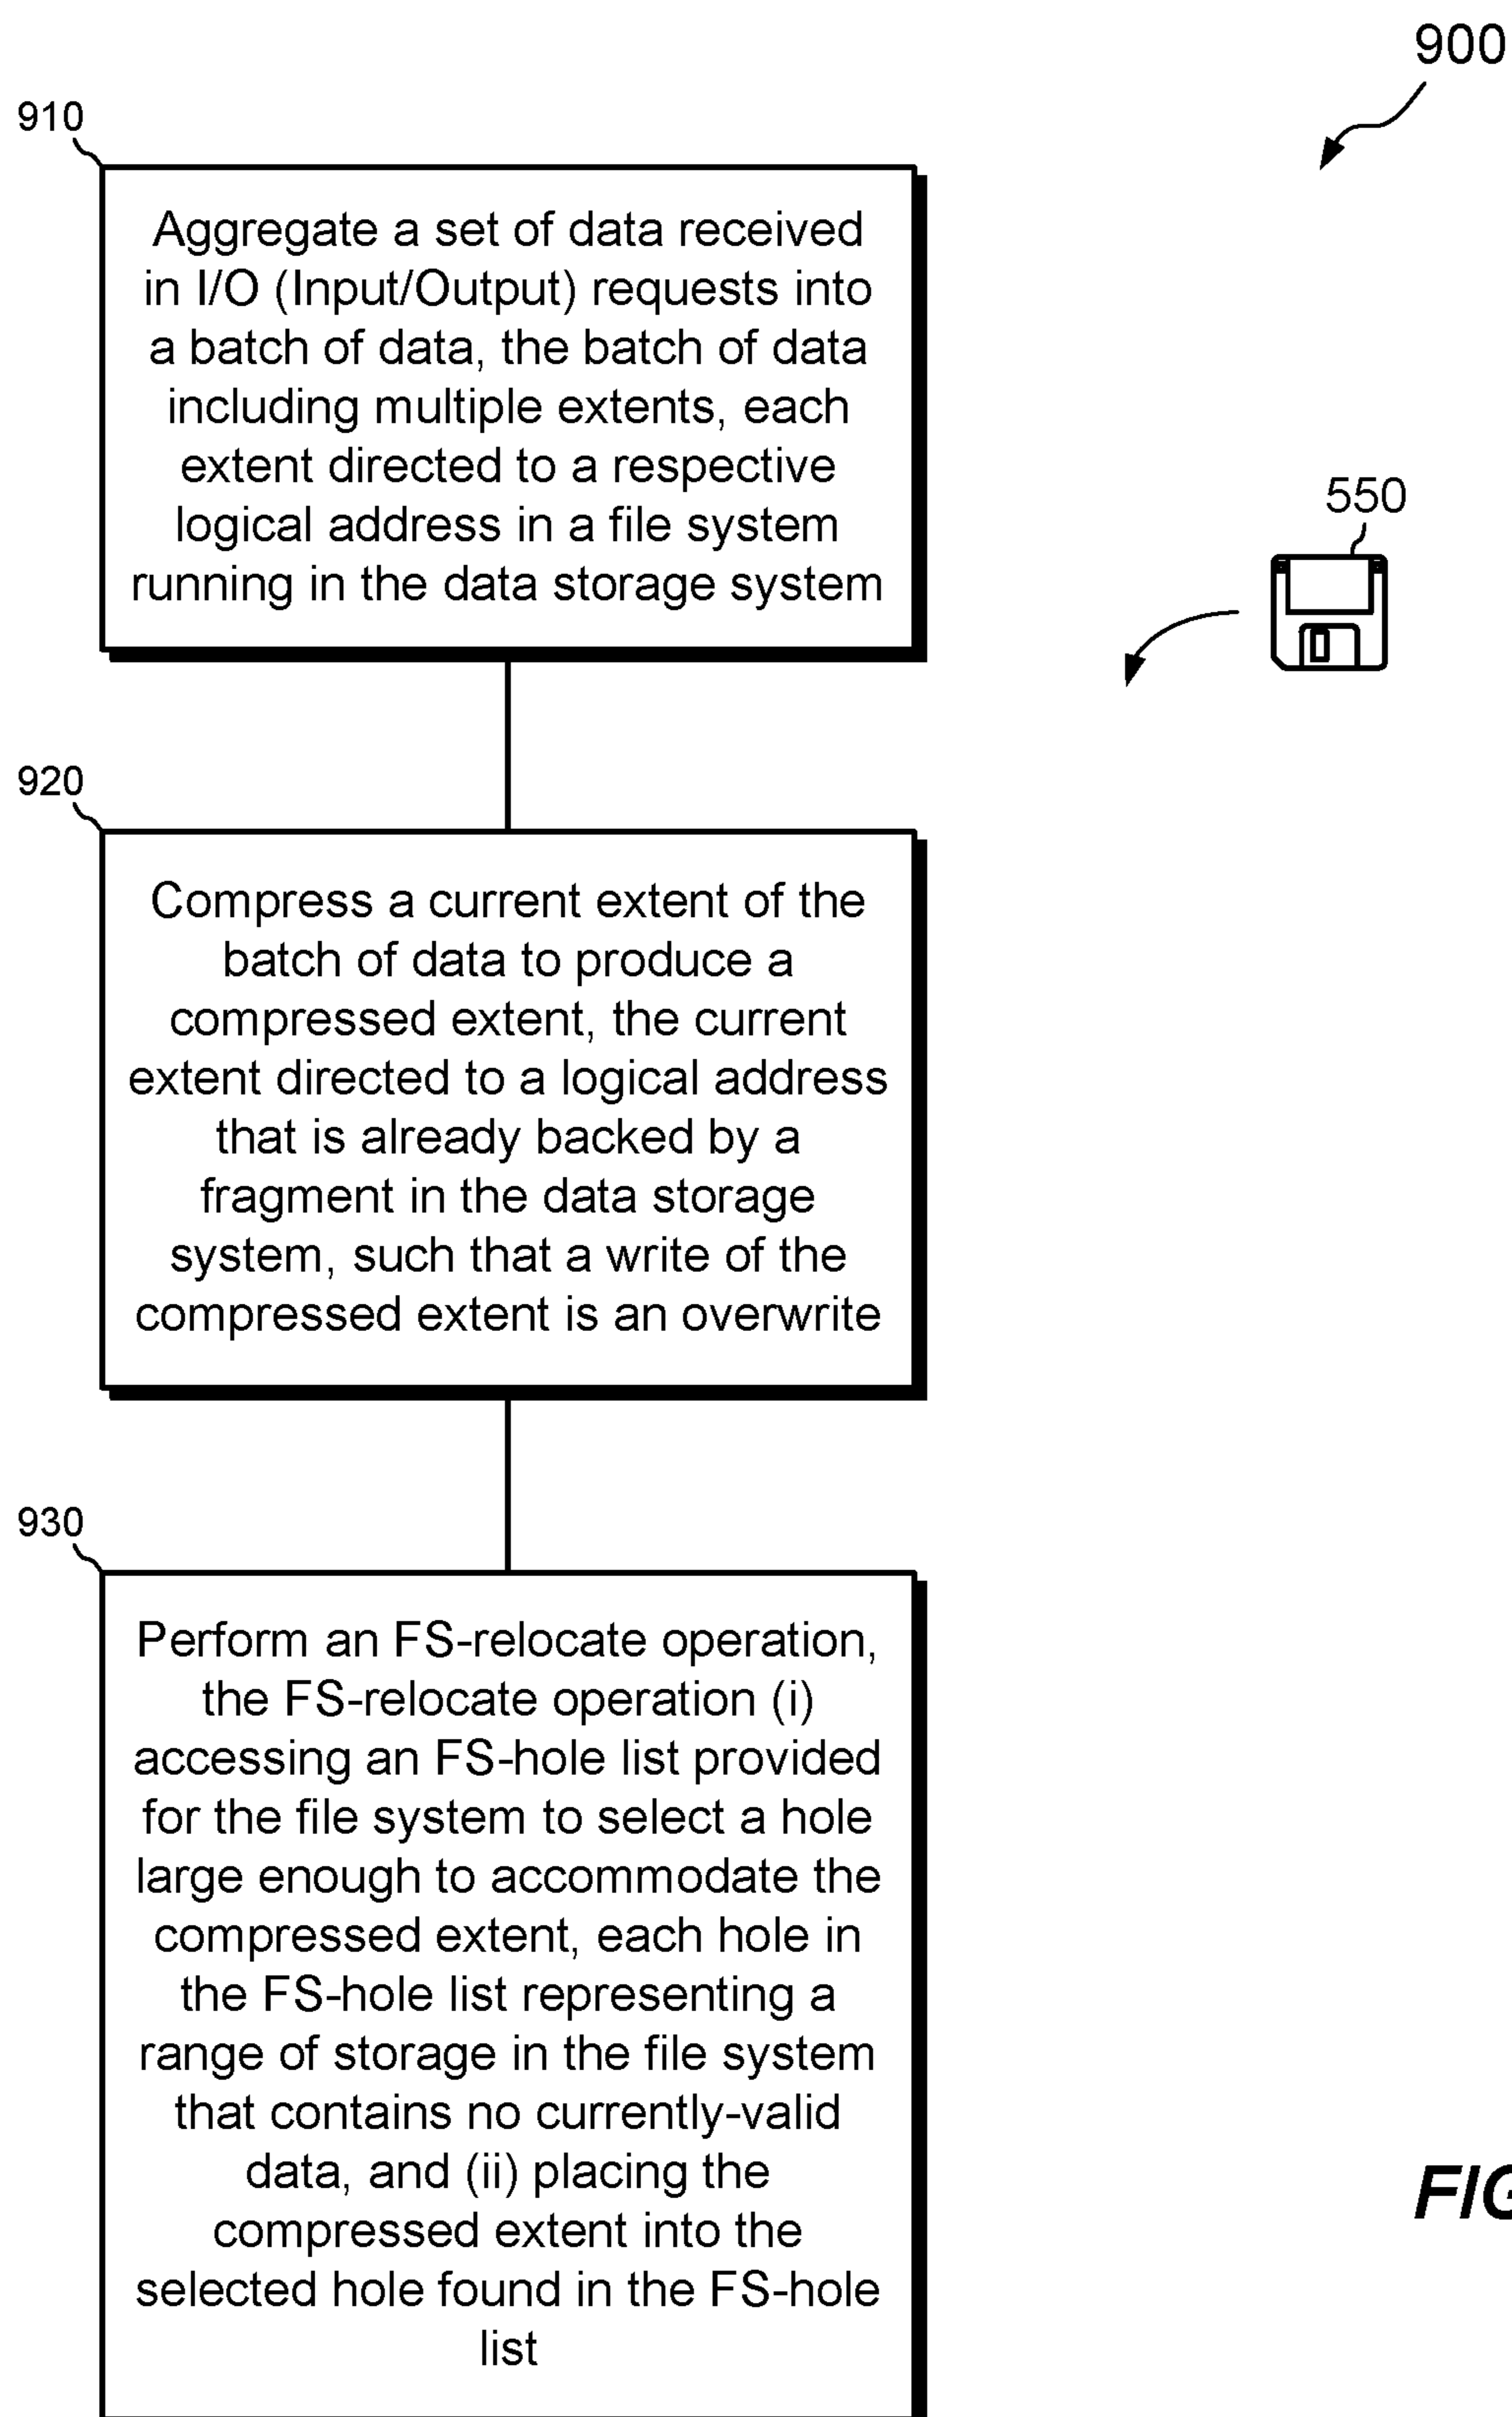 900
910
Aggregate a set of data received
in I/O (Input/Output) requests into
a batch of data, the batch of data
including multiple extents, each
extent directed to a respective
logical address in a file system
running in the data storage system
550
920
Compress a current extent of the
batch of data to produce a
compressed extent, the current
extent directed to a logical address
that is already backed by a
fragment in the data storage
system, such that a write of the
compressed extent is an overwrite
930
Perform an FS-relocate operation,
the FS-relocate operation (i)
accessing an FS-hole list provided
for the file system to select a hole
large enough to accommodate the
compressed extent, each hole in
the FS-hole list representing a
range of storage in the file system
that contains no currently-valid
data, and (ii) placing the
compressed extent into the
selected hole found in the FS-hole
list